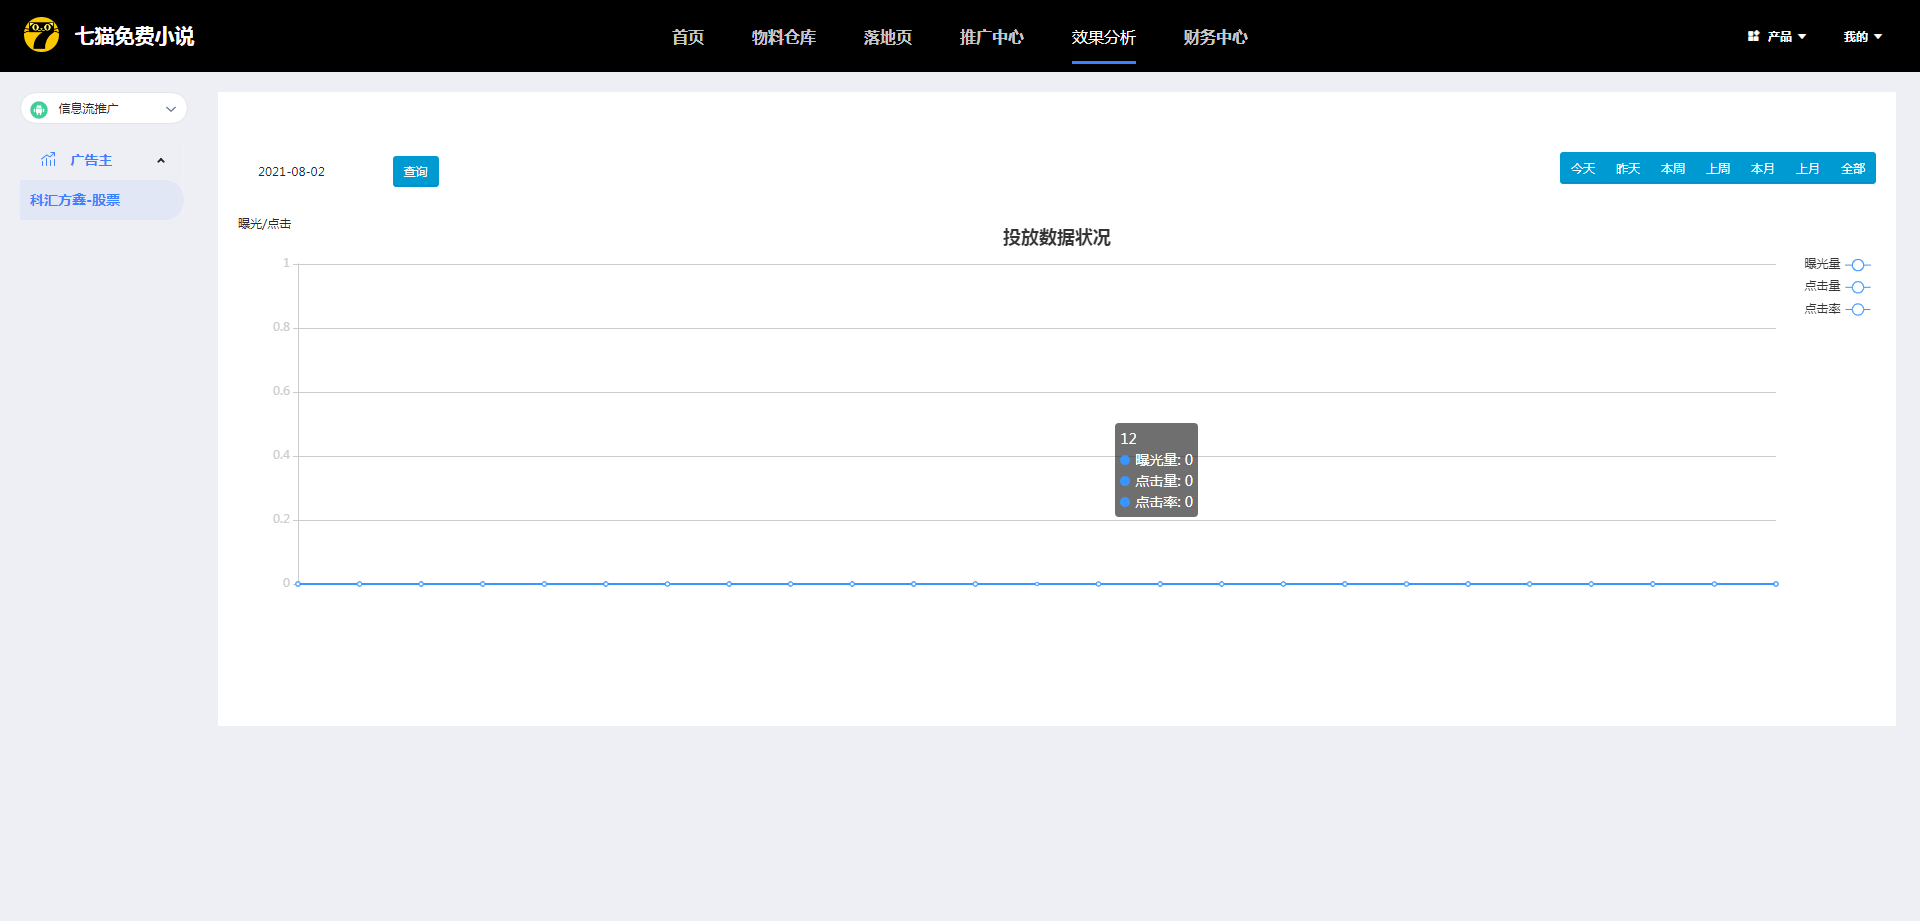 七猫免费小说
首页 物料仓库 落地页 推广中心 效果分析 财务中心
产品 我的
信息流推广
广告主
科汇方鑫-股票
2021-08-02 查询
今天 昨天 本周 上周 本月 上月 全部
曝光/点击
投放数据状况
曝光量
点击量
点击率
1
0.8
0.6
0.4
0.2
0
12
曝光量: 0
点击量: 0
点击率: 0